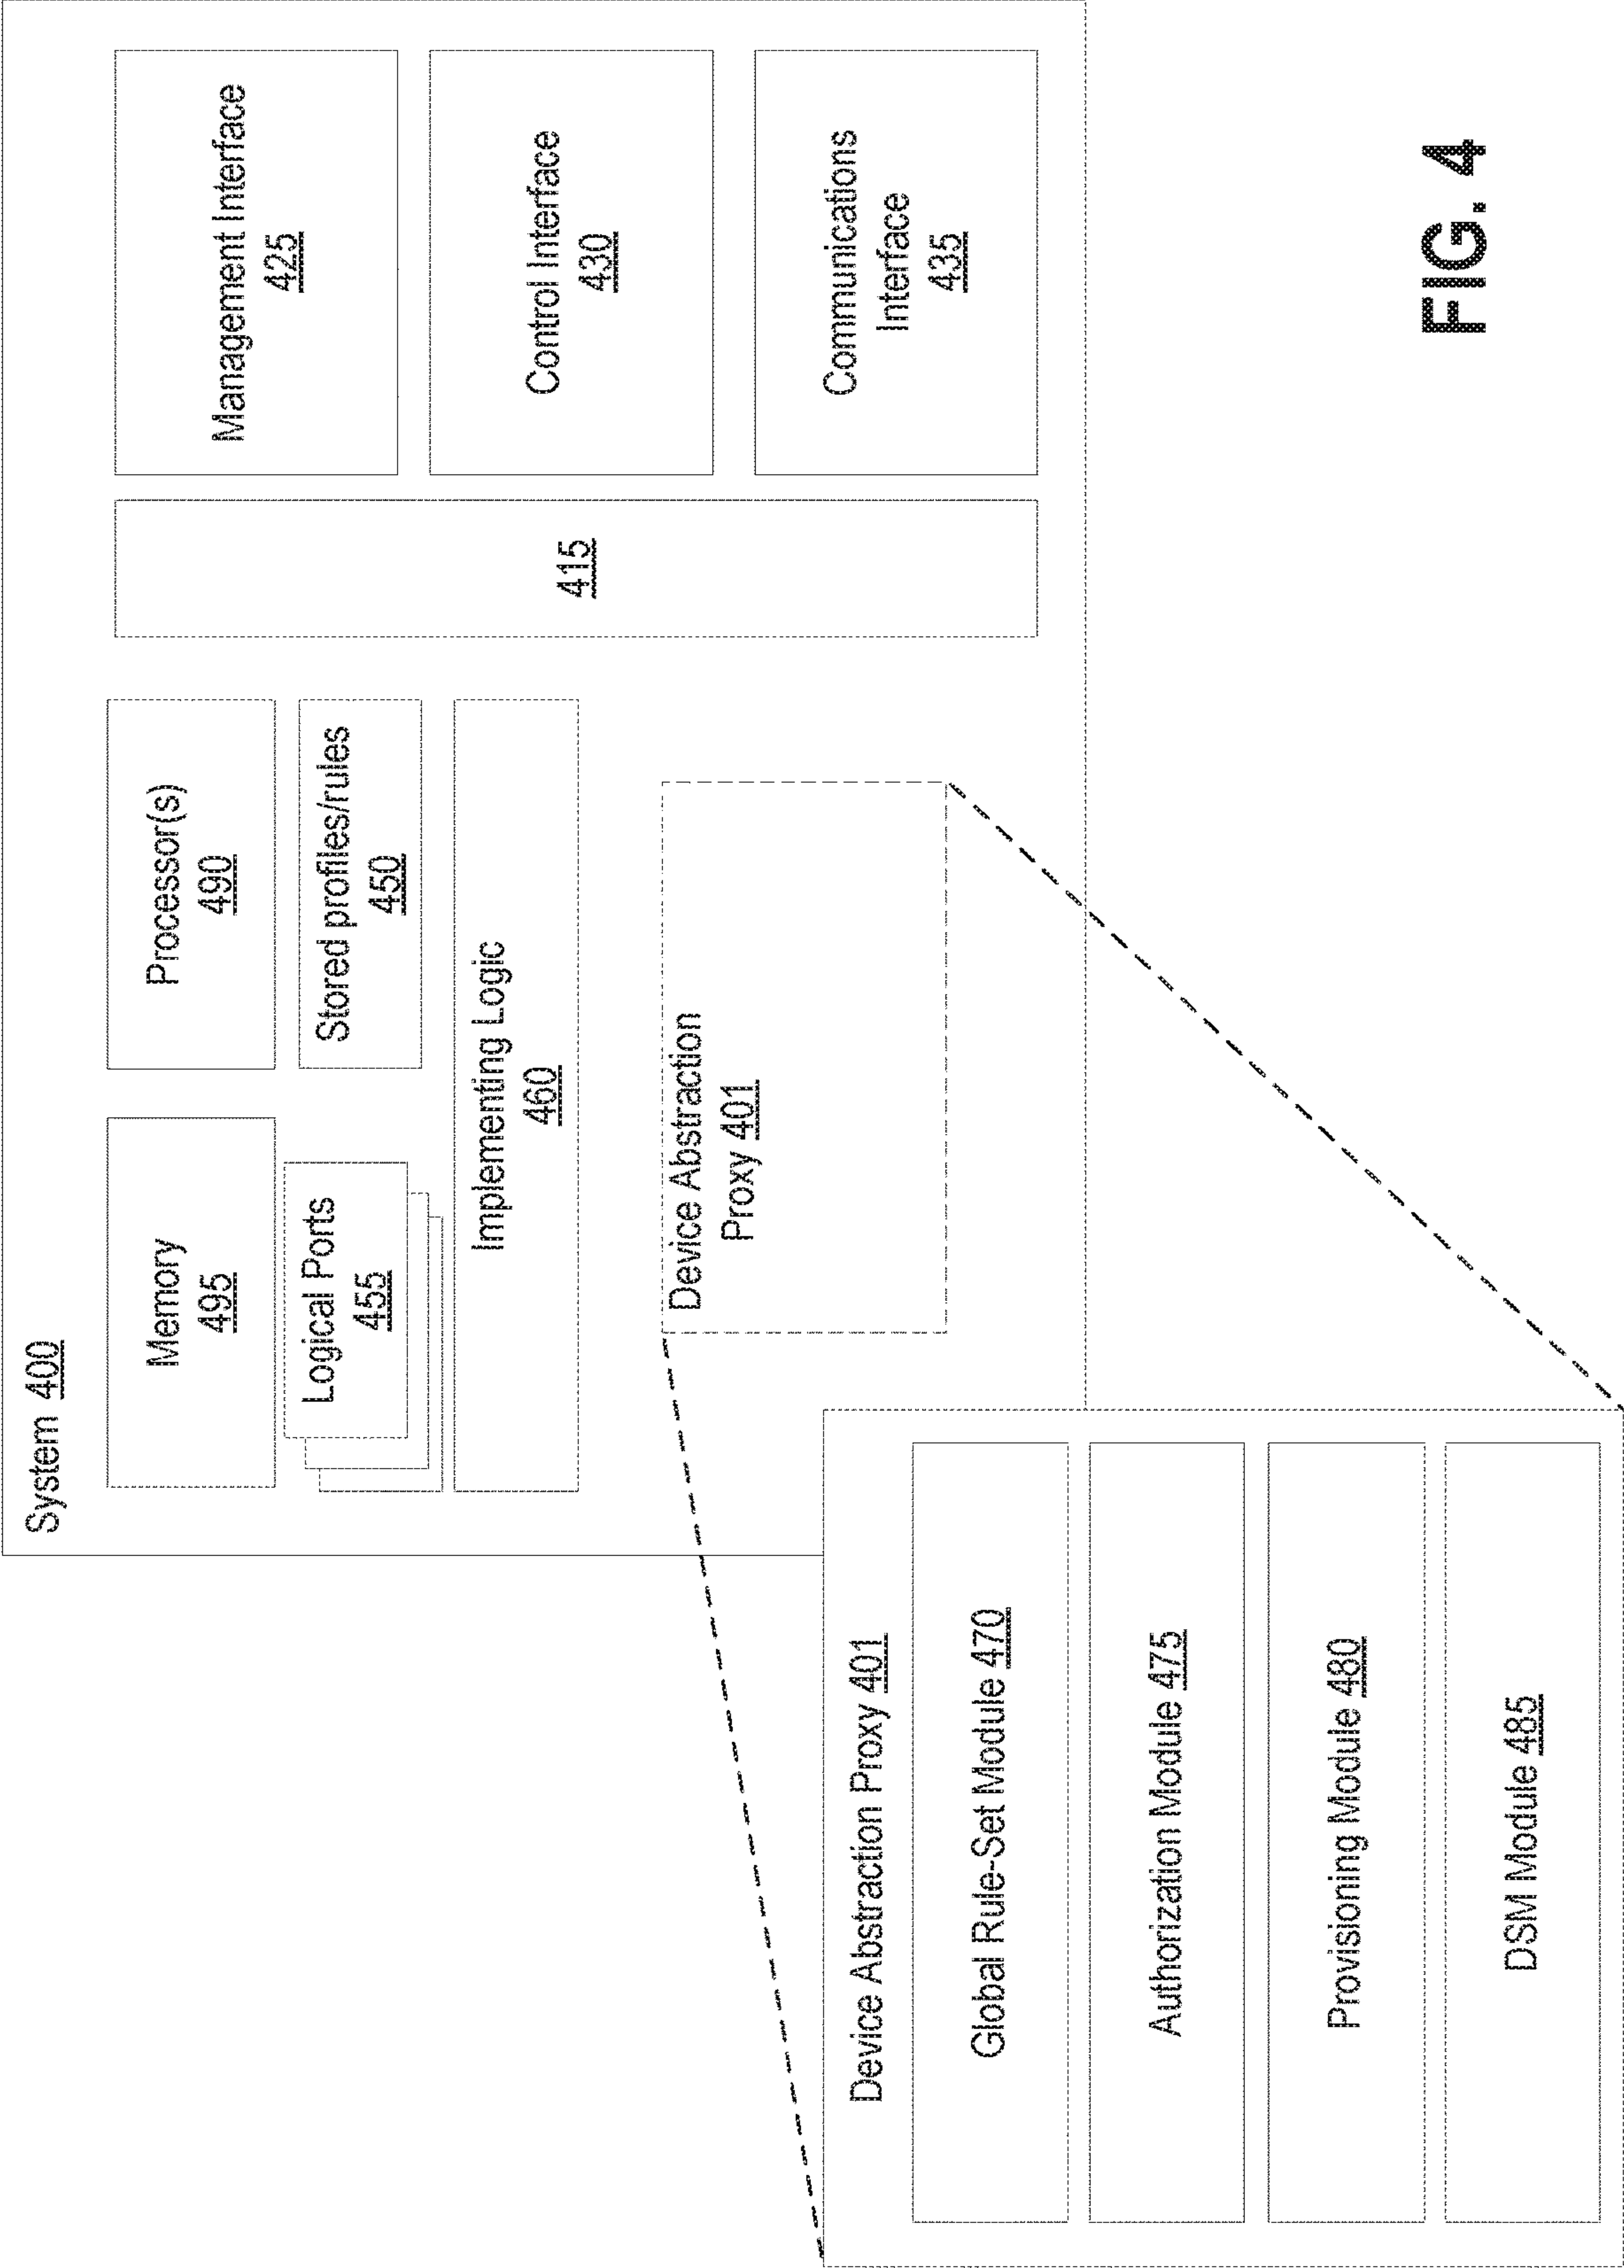 System 400
Memory
495
Processor(s)
490
Logical Ports
455
Stored profiles/rules
450
Implementing Logic
460
Device Abstraction
Proxy 401
415
Management Interface
425
Control Interface
430
Communications
Interface
435
Device Abstraction Proxy 401
Global Rule-Set Module 470
Authorization Module 475
Provisioning Module 480
DSM Module 485
FIG. 4